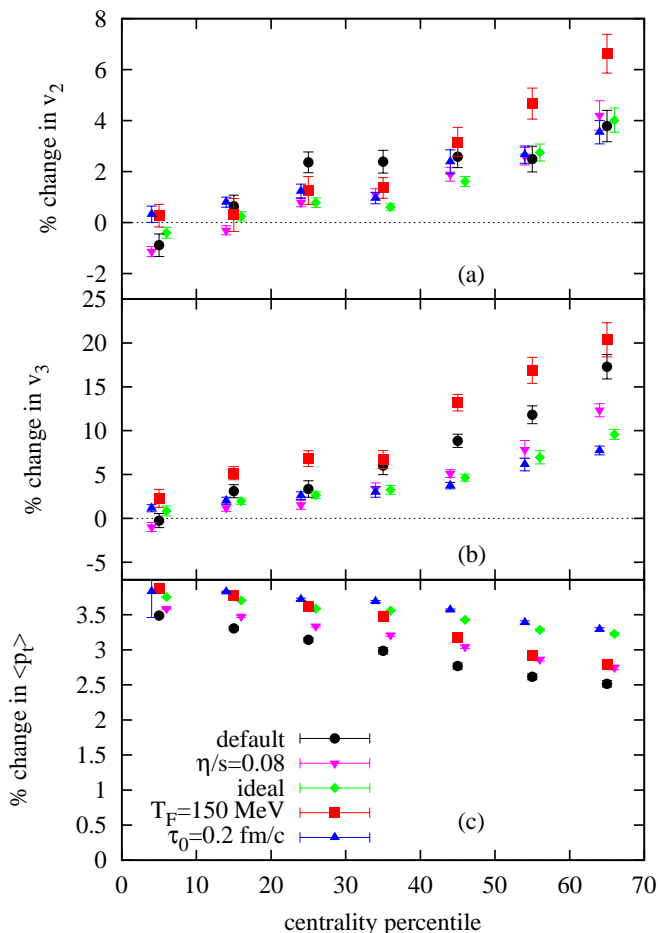 8
6
4
2
0
-2
% change in v2
(a)
25
20
15
10
5
0
-5
% change in v3
(b)
3.5
3
2.5
2
1.5
1
0.5
0
% change in <pt>
default
η/s=0.08
ideal
T_F=150 MeV
τ0=0.2 fm/c
(c)
0 10 20 30 40 50 60 70
centrality percentile